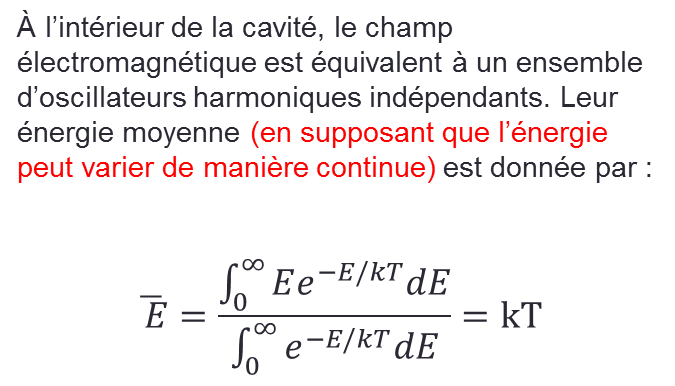 À l’intérieur de la cavité, le champ
électromagnétique est équivalent à un ensemble
d’oscillateurs harmoniques indépendants. Leur
énergie moyenne (en supposant que l’énergie
peut varier de manière continue) est donnée par :
E̅ = ∫₀^∞ E e^{−E/kT} dE / ∫₀^∞ e^{−E/kT} dE = kT